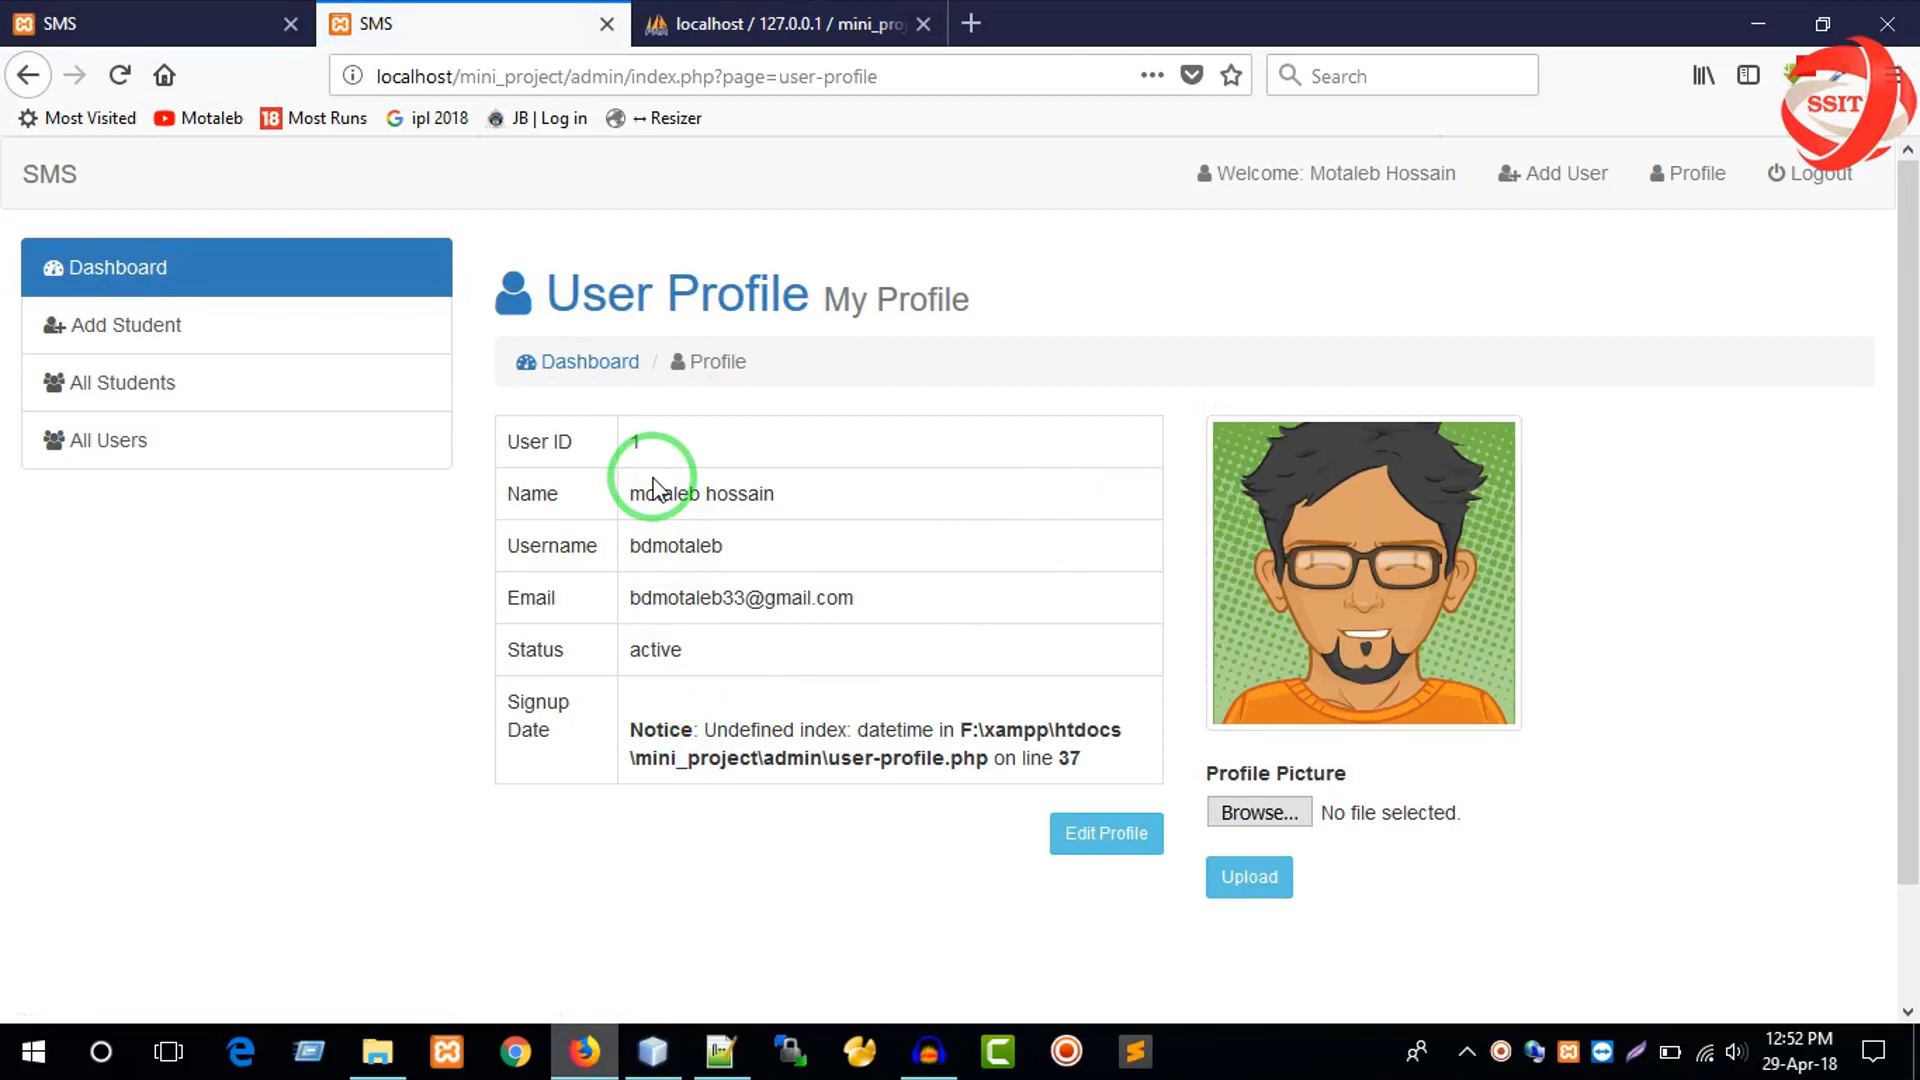 SMS
SMS
localhost / 127.0.0.1 / mini_pro
localhost/mini_project/admin/index.php?page=user-profile
Search
Most Visited
Motaleb
18 Most Runs
ipl 2018
JB | Log in
↔ Resizer
SSIT
SMS
Welcome: Motaleb Hossain
Add User
Profile
Logout
Dashboard
Add Student
All Students
All Users
User Profile My Profile
Dashboard / Profile
User ID 1
Name motaleb hossain
Username bdmotaleb
Email bdmotaleb33@gmail.com
Status active
Signup
Date
Notice: Undefined index: datetime in F:\xampp\htdocs
\mini_project\admin\user-profile.php on line 37
Edit Profile
Profile Picture
Browse... No file selected.
Upload
12:52 PM
29-Apr-18